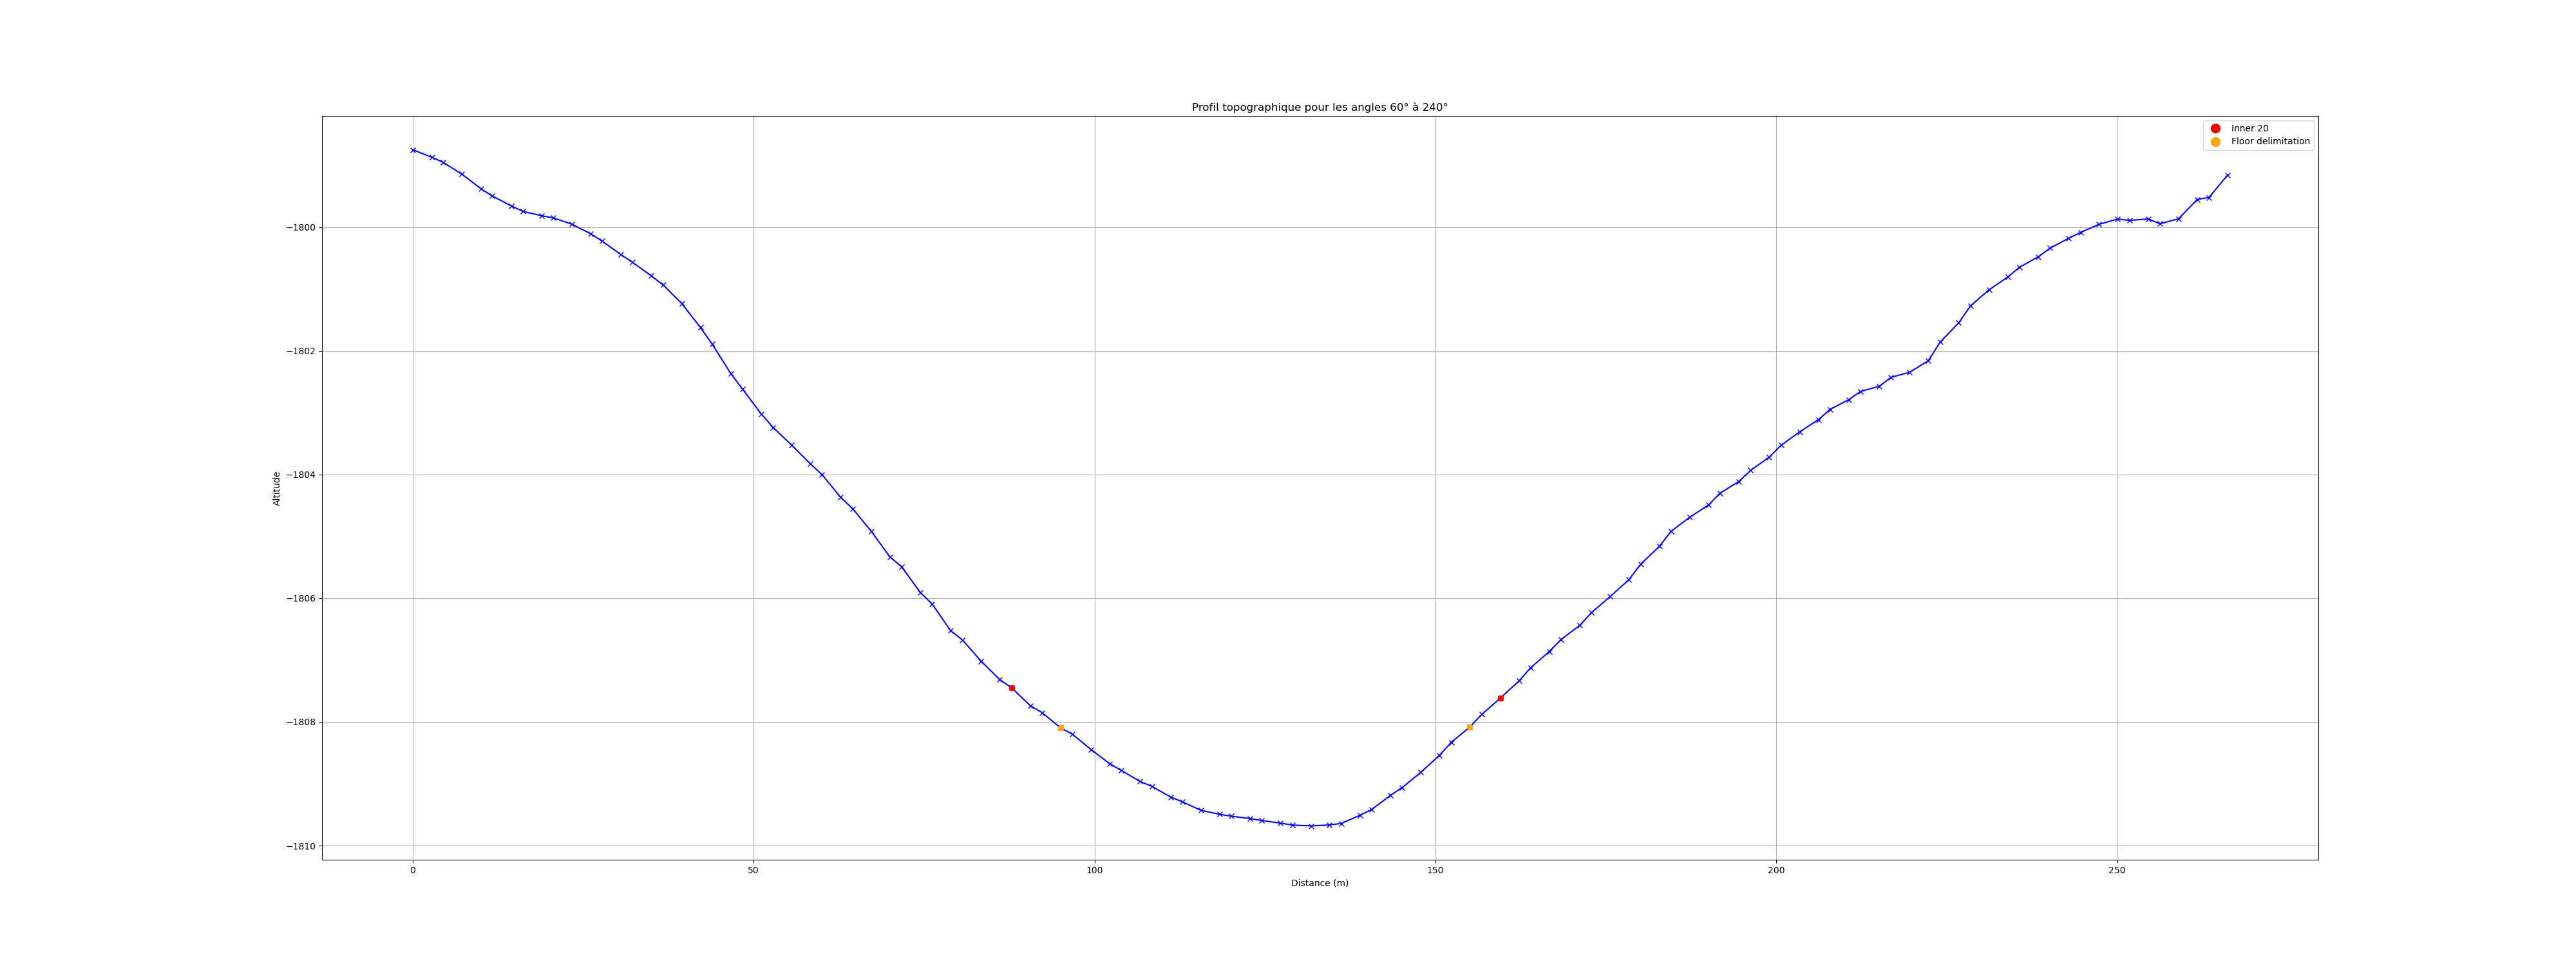 Profil topographique pour les angles 60° à 240°
Inner 20
Floor delimitation
Altitude
−1800
−1802
−1804
−1806
−1808
−1810
0 50 100 150 200 250
Distance (m)